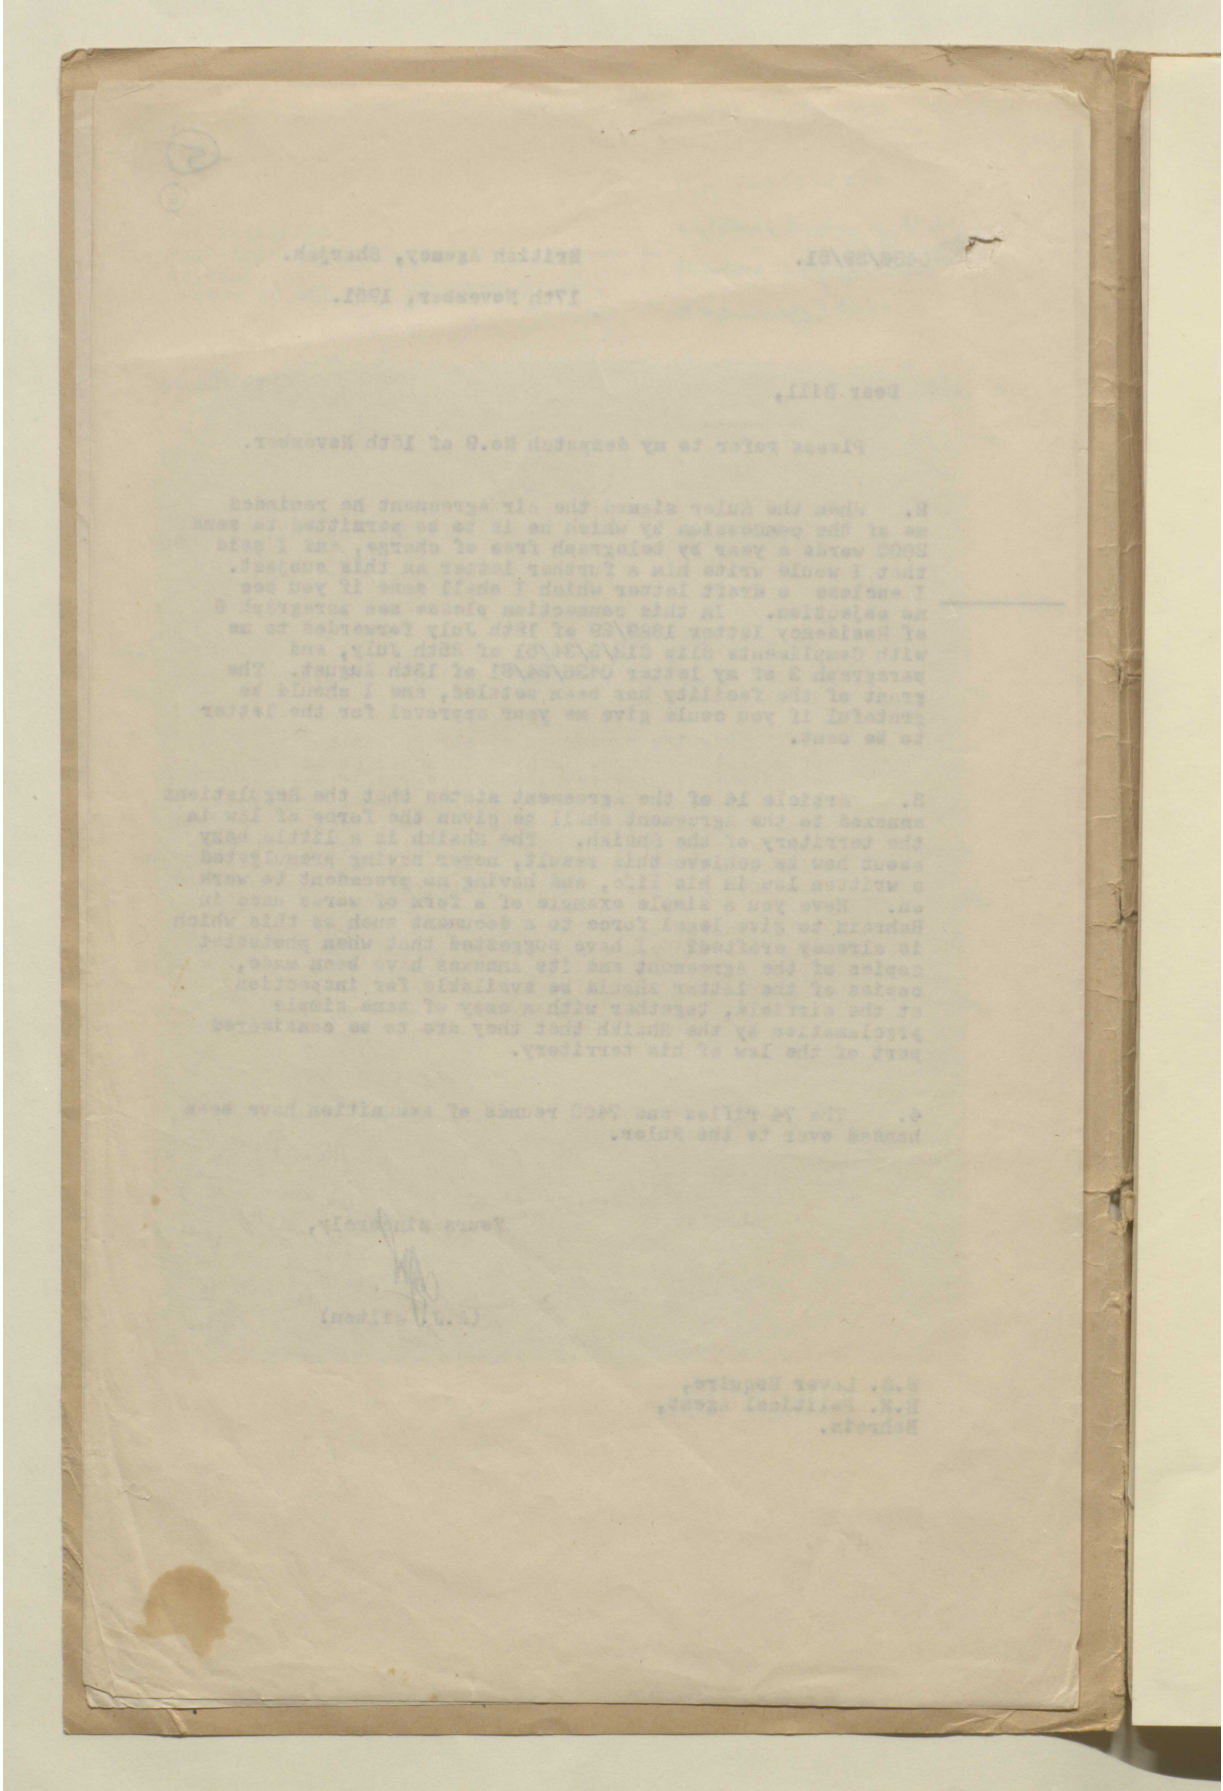 British Agency, Sharjah.
17th November, 1951.
Dear Bill,
Please refer to my despatch No.9 of 15th November.
2. When the Ruler signed the air agreement he reminded
me of the concession by which he is to be permitted to send
2000 words a year by telegraph free of charge, and I said
that I would write him a further letter on this subject.
I enclose a draft letter which I shall send if you see
no objection. In this connection please see paragraph
of Residency letter of 18th July forwarded to me
with Compliments Slip of 25th July, and
paragraph 2 of my letter of 13th August. The
grant of the facility has been settled, and I should be
grateful if you could give me your approval for the letter
to be sent.
3. Article 14 of the Agreement states that the Regulations
annexed to the Agreement shall be given the force of law in
the territory of the Sheikh. The Shaikh is a little hazy
about how to achieve this result, never having promulgated
a written law in his life, and having no precedent to work
on. Have you a simple example of a form of words used in
Bahrain to give legal force to a document such as this which
is already drafted? I have suggested that when photostat
copies of the Agreement and its annexes have been made,
copies of the latter should be available for inspection
at the airfield, together with a copy of some simple
proclamation by the Shaikh that they are to be considered
part of the law of his territory.
4. The 74 rifles and 7400 rounds of ammunition have been
handed over to the Ruler.
Yours sincerely,
(A.J. Wilton)
Laver Esquire,
H.M. Political Agent,
Bahrain.